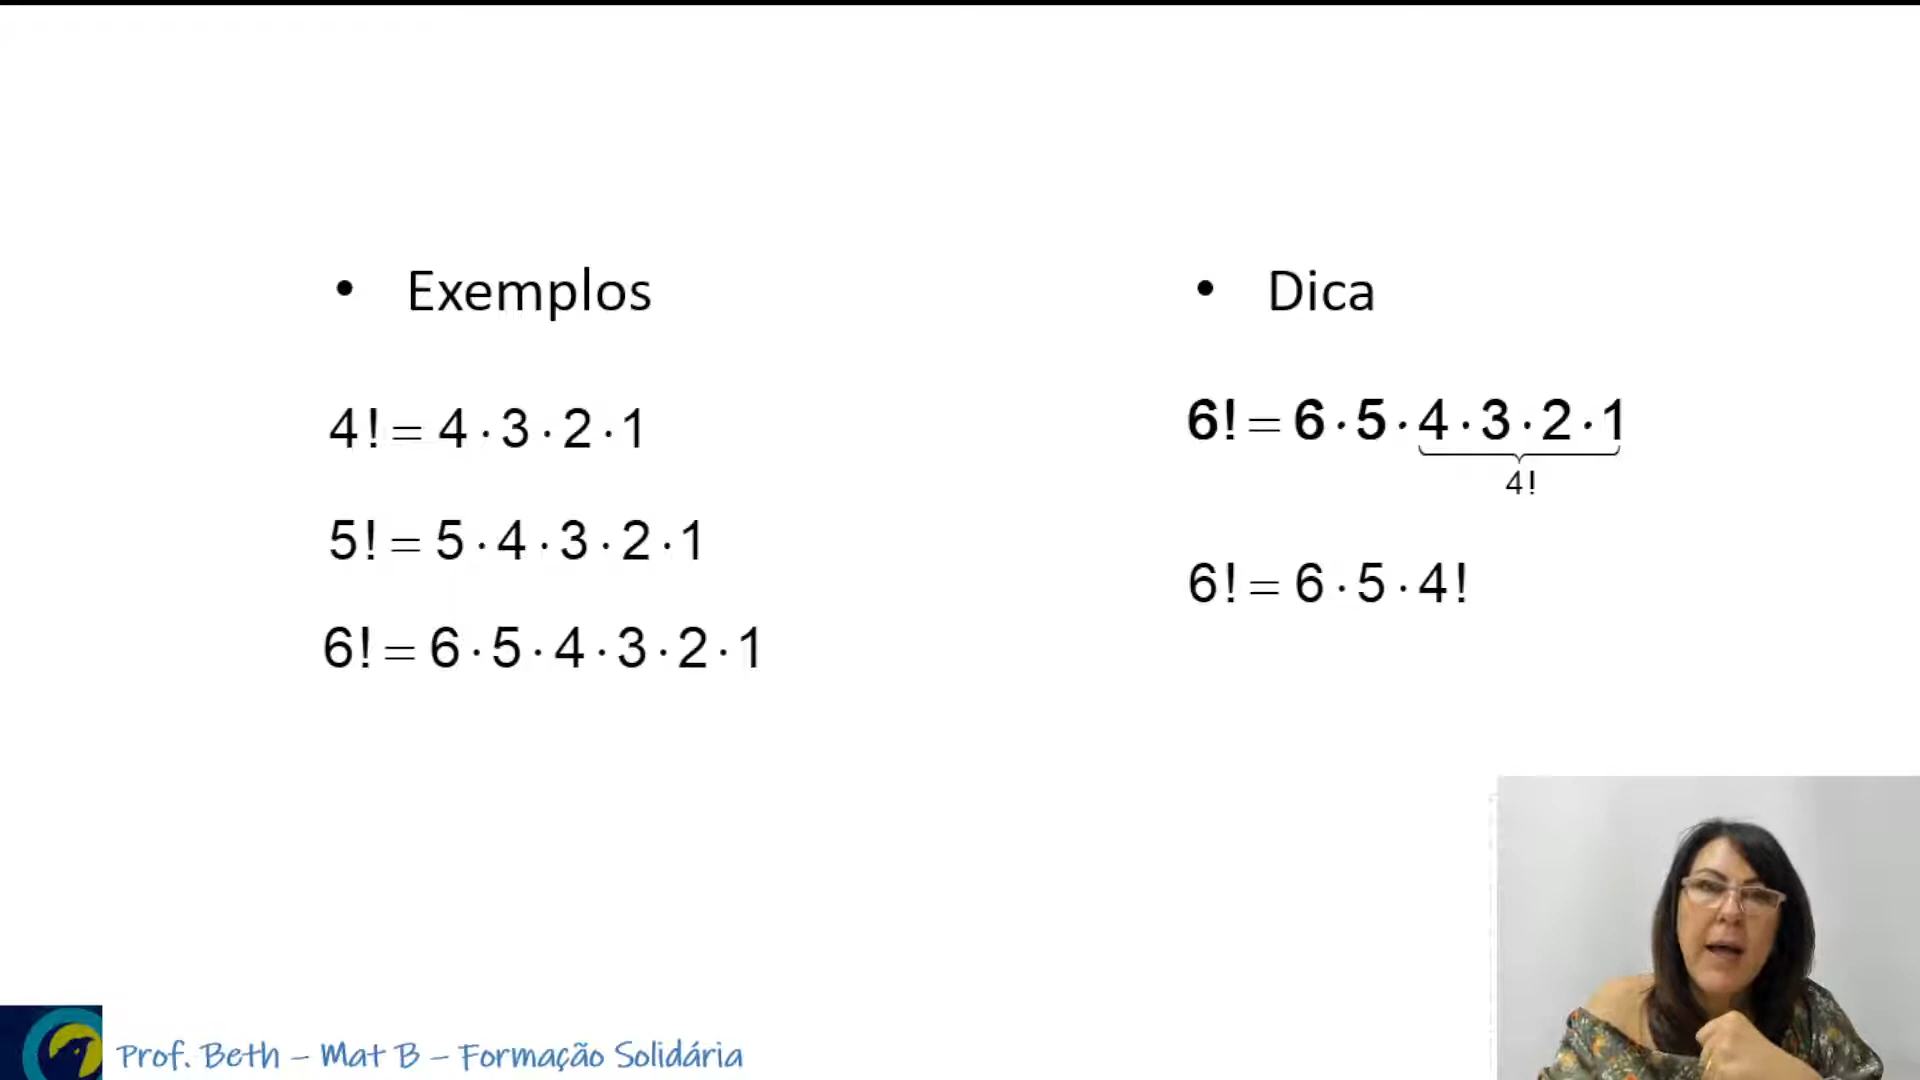 • Exemplos
4! = 4 · 3 · 2 · 1
5! = 5 · 4 · 3 · 2 · 1
6! = 6 · 5 · 4 · 3 · 2 · 1
• Dica
6! = 6 · 5 · 4 · 3 · 2 · 1
4!
6! = 6 · 5 · 4!
Prof. Beth – Mat B – Formação Solidária